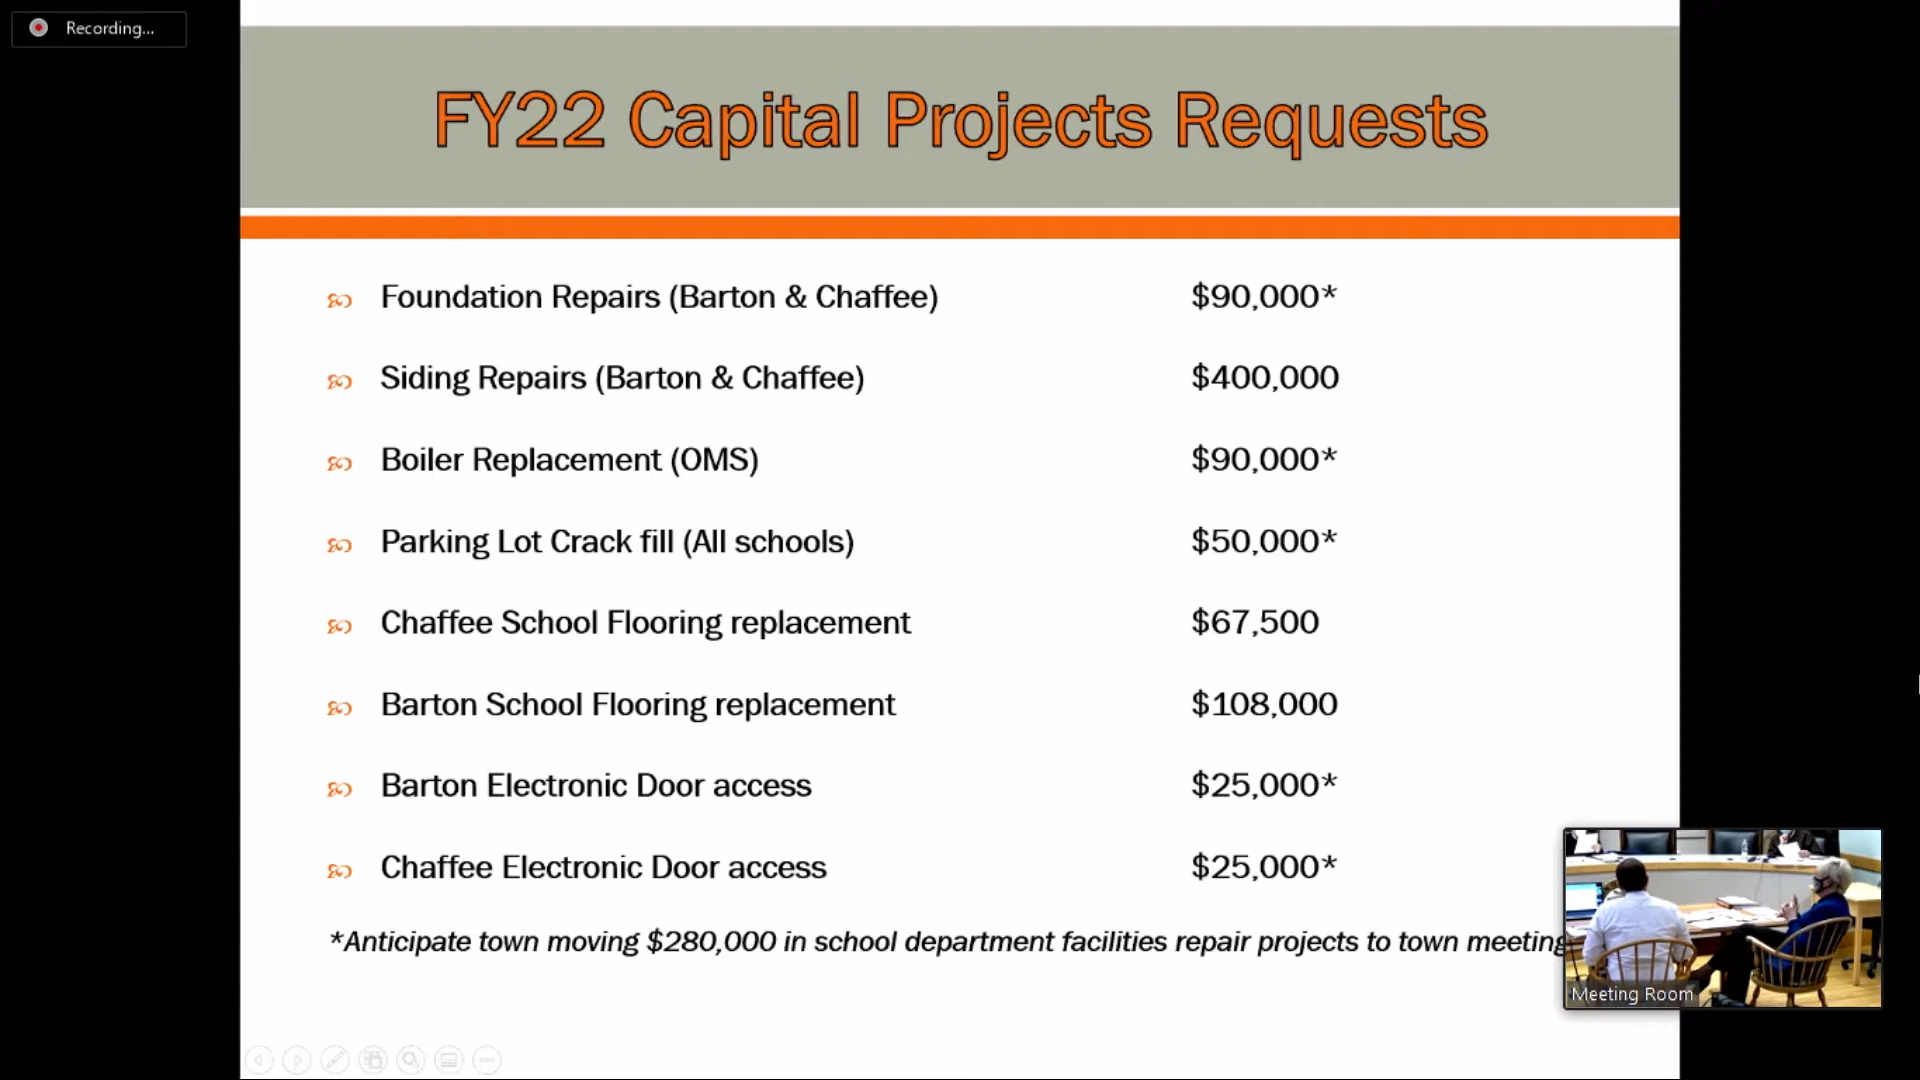 Recording...
FY22 Capital Projects Requests
Foundation Repairs (Barton & Chaffee) $90,000*
Siding Repairs (Barton & Chaffee) $400,000
Boiler Replacement (OMS) $90,000*
Parking Lot Crack fill (All schools) $50,000*
Chaffee School Flooring replacement $67,500
Barton School Flooring replacement $108,000
Barton Electronic Door access $25,000*
Chaffee Electronic Door access $25,000*
*Anticipate town moving $280,000 in school department facilities repair projects to town meeting
Meeting Room